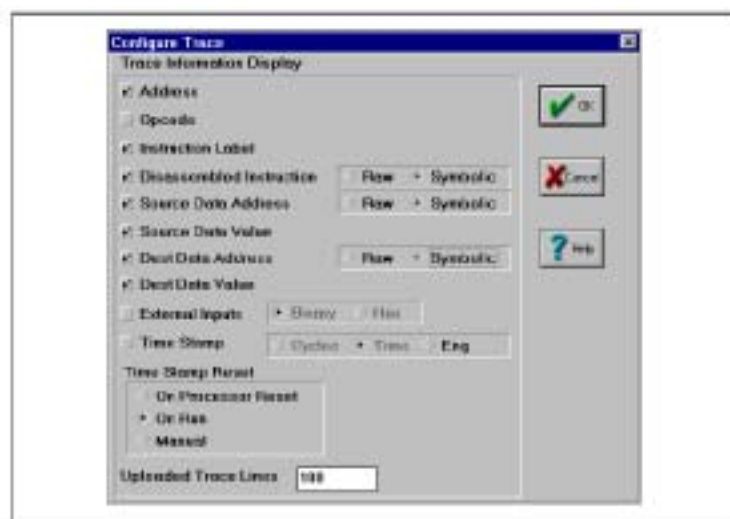 Configure Trace
Trace Information Display
Address
Opcode
Instruction Label
Disassembled Instruction Raw Symbolic
Source Data Address Raw Symbolic
Source Data Value
Dest Data Address Raw Symbolic
Dest Data Value
External Inputs Binary Hex
Time Stamp Cycles Time Eng
Time Stamp Reset
On Processor Reset
On Run
Manual
Uploaded Trace Lines 100
OK
Cancel
Help